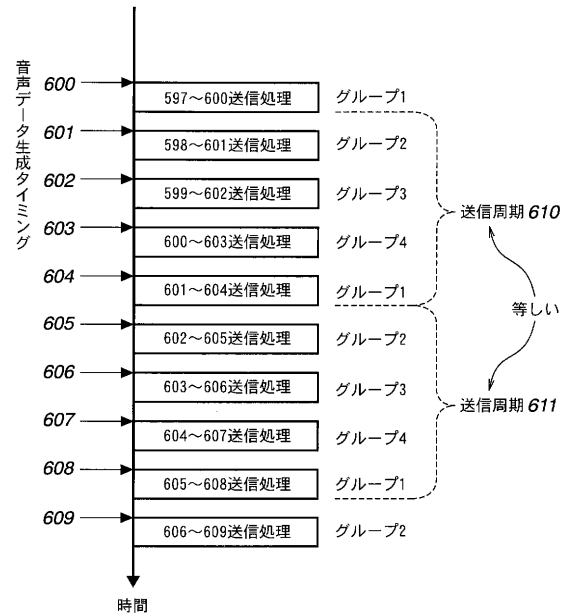 音声データ生成タイミング
600
597～600送信処理
グループ1
601
598～601送信処理
グループ2
602
599～602送信処理
グループ3
送信周期 610
603
600～603送信処理
グループ4
604
601～604送信処理
グループ1
等しい
605
602～605送信処理
グループ2
606
603～606送信処理
グループ3
送信周期 611
607
604～607送信処理
グループ4
608
605～608送信処理
グループ1
609
606～609送信処理
グループ2
時間